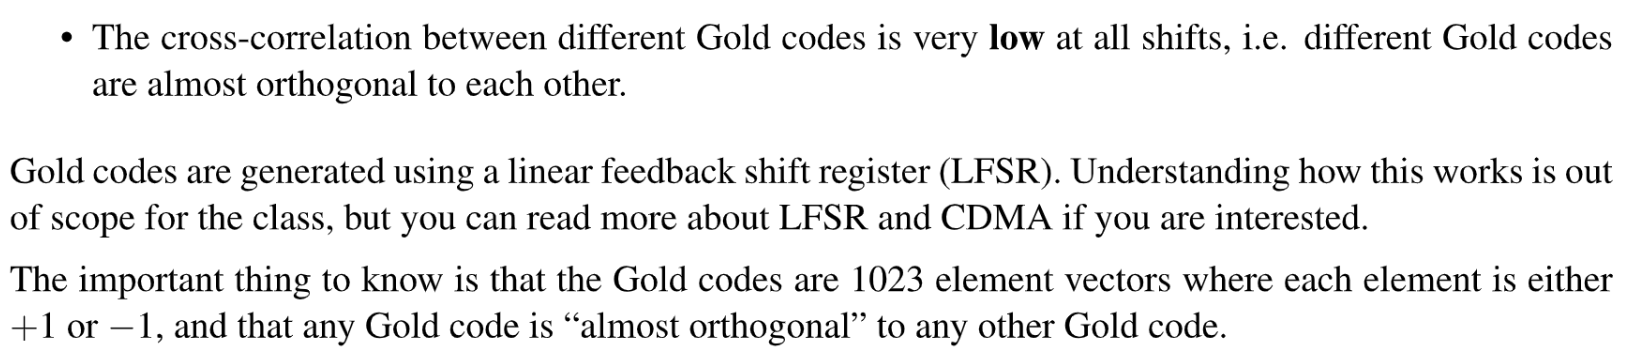 • The cross-correlation between different Gold codes is very low at all shifts, i.e. different Gold codes
are almost orthogonal to each other.
Gold codes are generated using a linear feedback shift register (LFSR). Understanding how this works is out
of scope for the class, but you can read more about LFSR and CDMA if you are interested.
The important thing to know is that the Gold codes are 1023 element vectors where each element is either
+1 or −1, and that any Gold code is “almost orthogonal” to any other Gold code.